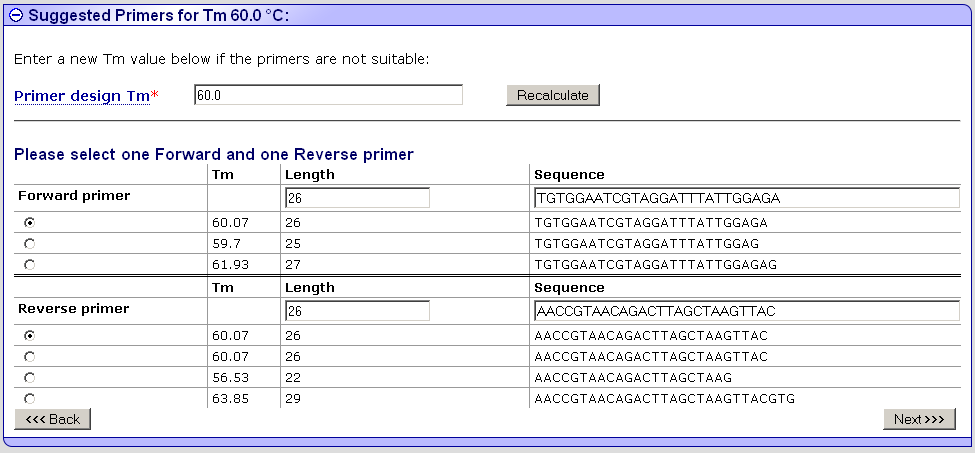 Suggested Primers for Tm 60.0 °C:
Enter a new Tm value below if the primers are not suitable:
Primer design Tm* 60.0 Recalculate
Please select one Forward and one Reverse primer
Tm Length Sequence
Forward primer 26 TGTGGAATCGTAGGATTTATTGGAGA
60.07 26 TGTGGAATCGTAGGATTTATTGGAGA
59.7 25 TGTGGAATCGTAGGATTTATTGGAG
61.93 27 TGTGGAATCGTAGGATTTATTGGAGAG
Tm Length Sequence
Reverse primer 26 AACCGTAACAGACTTAGCTAAGTTAC
60.07 26 AACCGTAACAGACTTAGCTAAGTTAC
60.07 26 AACCGTAACAGACTTAGCTAAGTTAC
56.53 22 AACCGTAACAGACTTAGCTAAG
63.85 29 AACCGTAACAGACTTAGCTAAGTTACGTG
<<< Back Next >>>